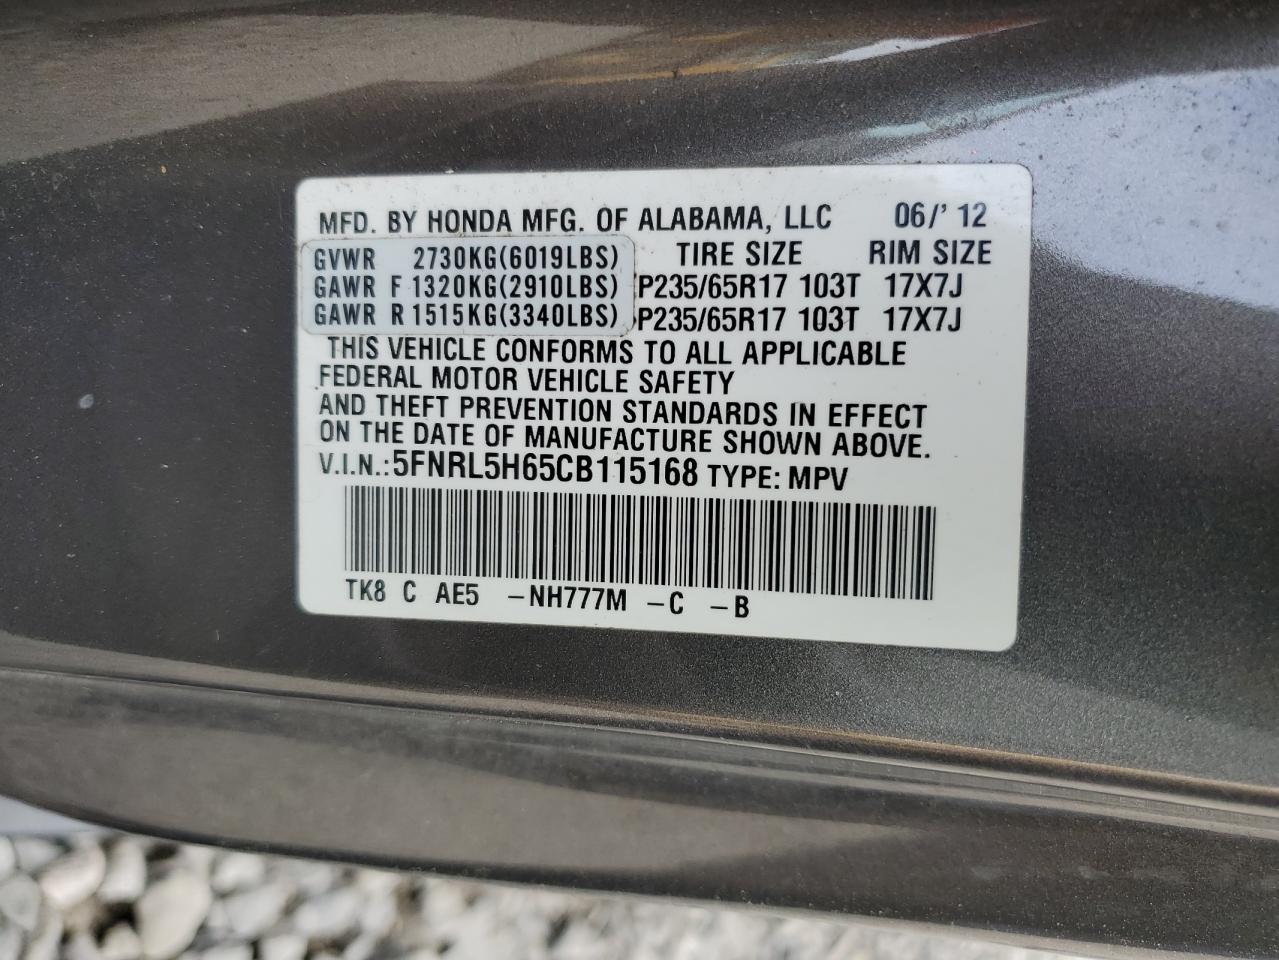 MFD. BY HONDA MFG. OF ALABAMA, LLC 06/' 12
GVWR 2730KG(6019LBS) TIRE SIZE RIM SIZE
GAWR F 1320KG(2910LBS) P235/65R17 103T 17X7J
GAWR R 1515KG(3340LBS) P235/65R17 103T 17X7J
THIS VEHICLE CONFORMS TO ALL APPLICABLE
FEDERAL MOTOR VEHICLE SAFETY
AND THEFT PREVENTION STANDARDS IN EFFECT
ON THE DATE OF MANUFACTURE SHOWN ABOVE.
V.I.N.: 5FNRL5H65CB115168 TYPE: MPV
TK8 C AE5 -NH777M -C -B